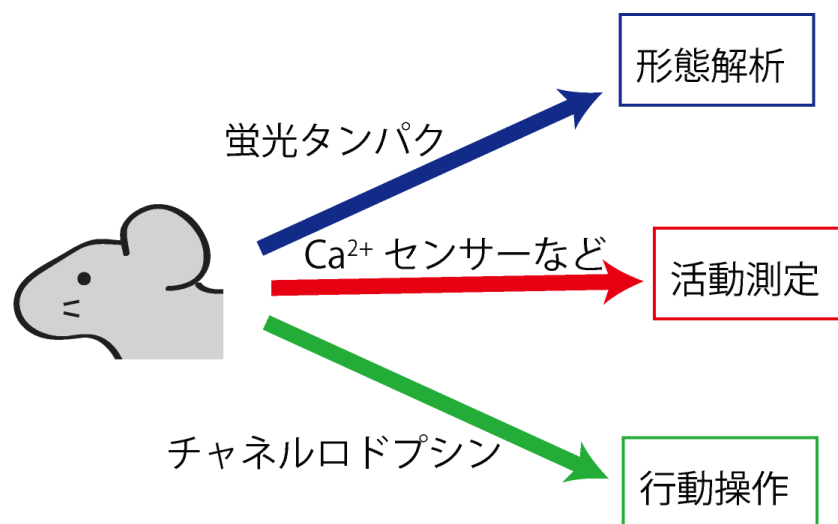 形態解析
蛍光タンパク
Ca²⁺ センサーなど
活動測定
チャネルロドプシン
行動操作